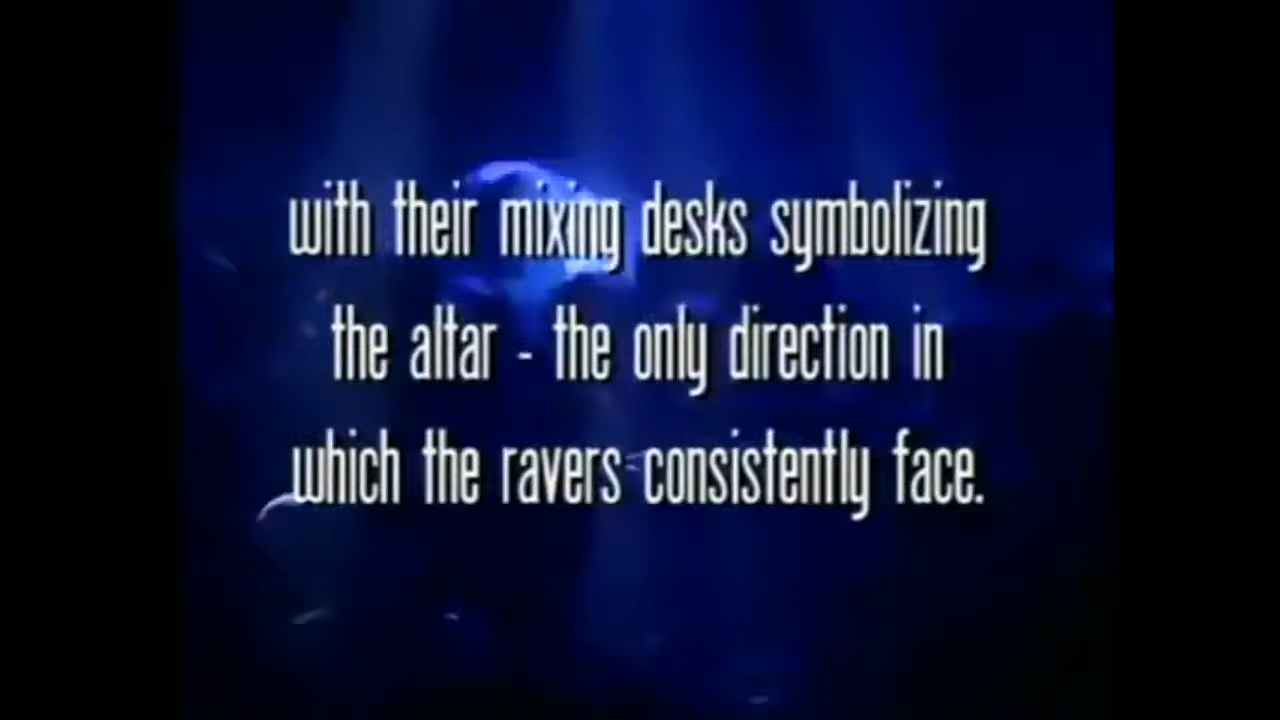 with their mixing desks symbolizing
the altar - the only direction in
which the ravers consistently face.